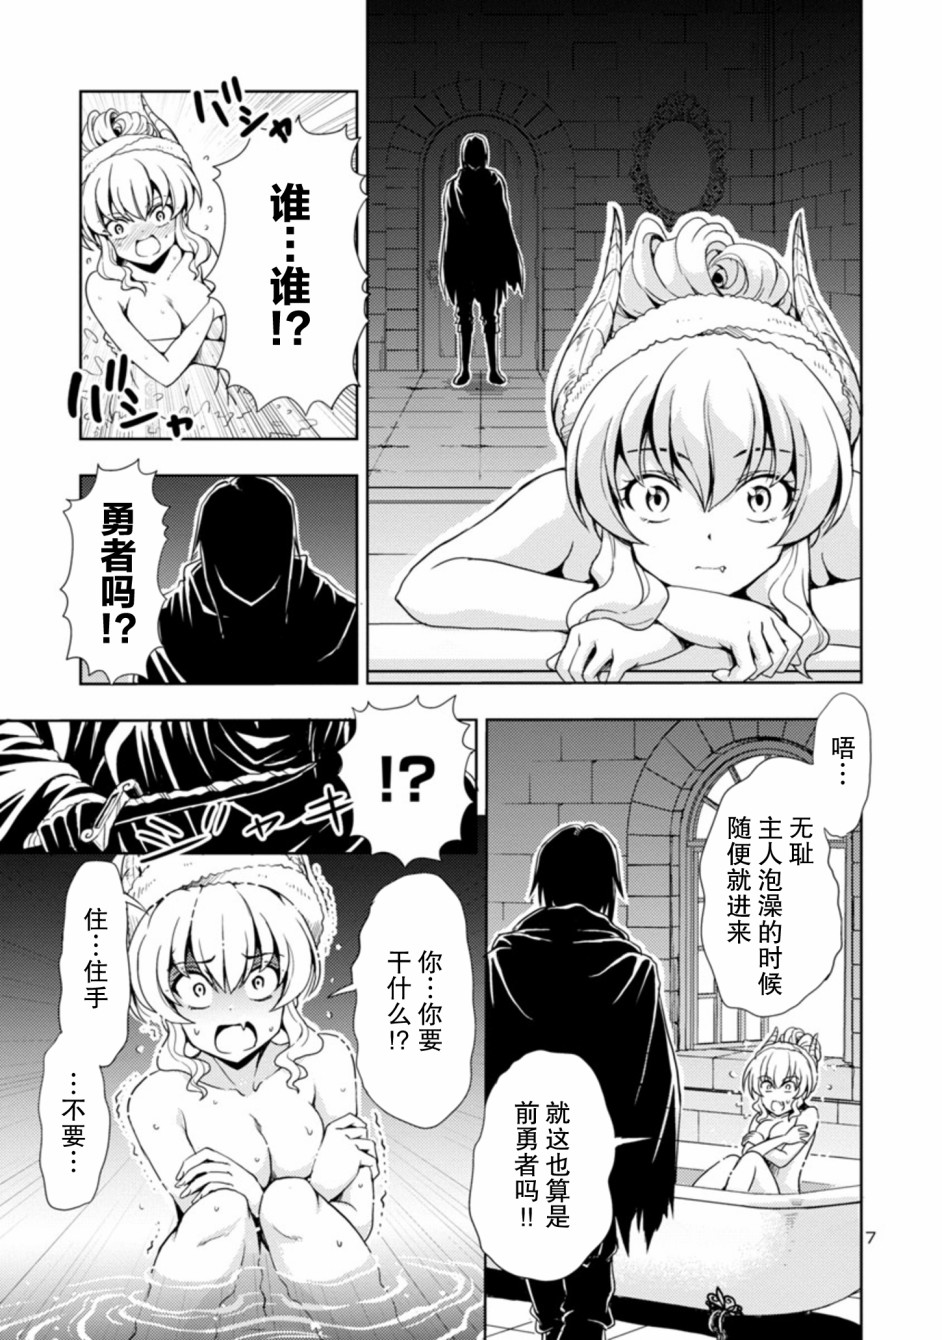 バシャ
谁…谁!?
バシャ
勇者吗!?
唔…
无耻
主人泡澡的时候
随便就进来
就这也算是
前勇者吗!!
!?
ジャキ
你…你要
干什么!?
住…住手
…不要…
7